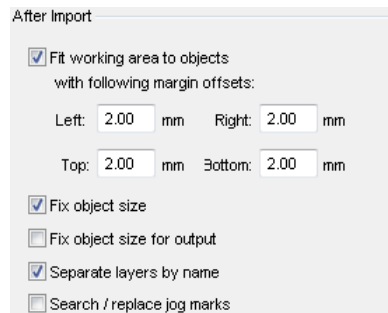 After Import
Fit working area to objects
with following margin offsets:
Left: 2.00 mm Right: 2.00 mm
Top: 2.00 mm Bottom: 2.00 mm
Fix object size
Fix object size for output
Separate layers by name
Search / replace jog marks